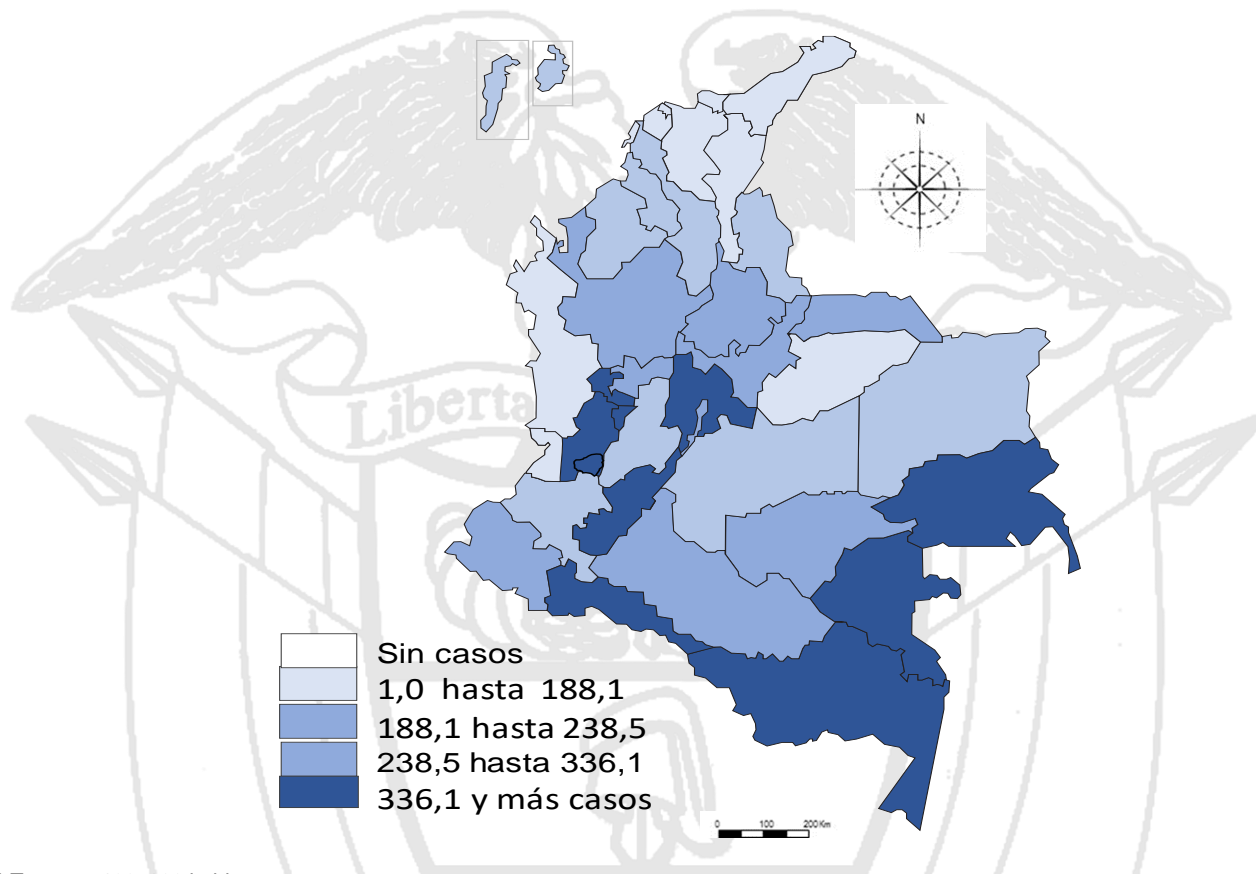 N
Liberta
Sin casos
1,0 hasta 188,1
188,1 hasta 238,5
238,5 hasta 336,1
336,1 y más casos
0 100 200 Km